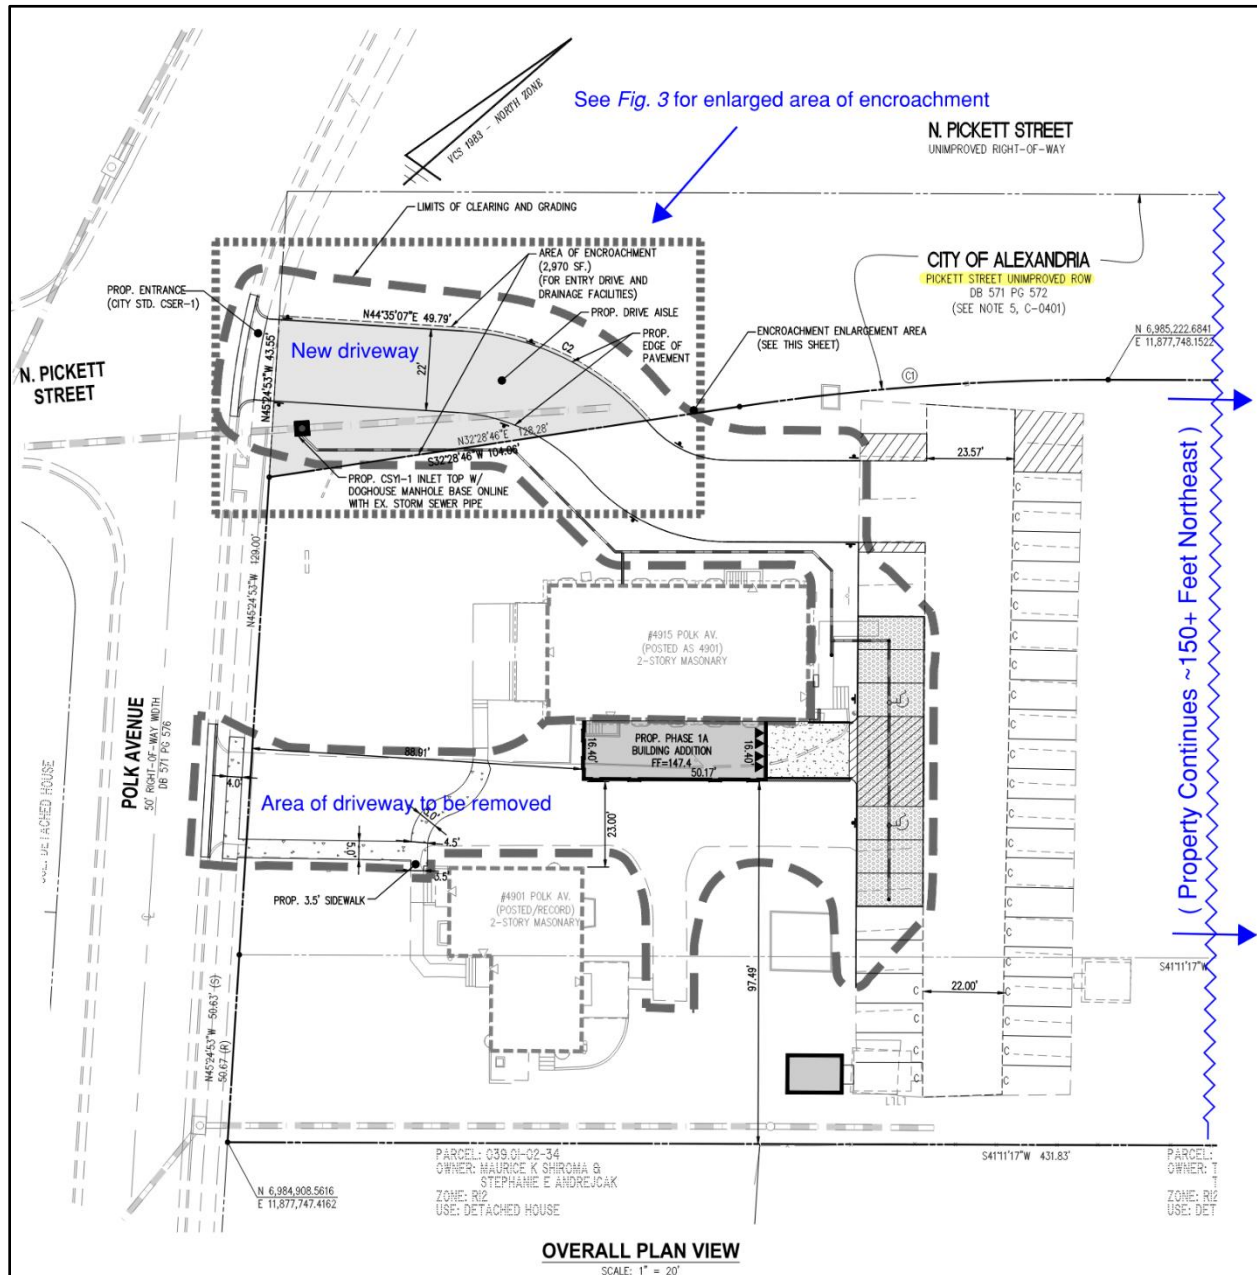 See Fig. 3 for enlarged area of encroachment
N. PICKETT STREET
UNIMPROVED RIGHT-OF-WAY
VCS 1983 - NORTH ZONE
LIMITS OF CLEARING AND GRADING
AREA OF ENCROACHMENT
(2,970 SF.)
(FOR ENTRY DRIVE AND
DRAINAGE FACILITIES)
CITY OF ALEXANDRIA
PICKETT STREET UNIMPROVED ROW
DB 571 PG 572
(SEE NOTE 5, C-0401)
PROP. ENTRANCE
(CITY STD. CSER-1)
N44°35'07"E 49.79'
PROP. DRIVE AISLE
PROP.
EDGE OF
PAVEMENT
C2
ENCROACHMENT ENLARGEMENT AREA
(SEE THIS SHEET)
N 6,985,222.6841
E 11,877,748.1522
New driveway
22'
N45°24'53"W 43.55'
N. PICKETT
STREET
C1
N32°28'46"E 128.28'
S32°28'46"W 104.06'
23.57'
PROP. CSYI-1 INLET TOP W/
DOGHOUSE MANHOLE BASE ONLINE
WITH EX. STORM SEWER PIPE
C
C
C
C
C
C
C
C
C
C
C
N45°24'53"W 129.00'
( Property Continues ~150+ Feet Northeast )
#4915 POLK AV.
(POSTED AS 4901)
2-STORY MASONARY
POLK AVENUE
50' RIGHT-OF-WAY WIDTH
DB 571 PG 576
88.91'
16.40'
PROP. PHASE 1A
BUILDING ADDITION
FF=147.4
50.17'
16.40'
4.0'
Area of driveway to be removed
5.0'
4.5'
23.00'
3.5'
PROP. 3.5' SIDEWALK
#4901 POLK AV.
(POSTED/RECORD)
2-STORY MASONARY
97.49'
22.00'
S41°11'17"W
N45°24'53"W 50.63' (S)
50.67 (R)
PARCEL: 039.01-02-34
OWNER: MAURICE K SHIROMA &
STEPHANIE E ANDREJCAK
ZONE: R12
USE: DETACHED HOUSE
S41°11'17"W 431.83'
PARCEL:
OWNER: T
T
ZONE: R12
USE: DET
N 6,984,908.5616
E 11,877,747.4162
OVERALL PLAN VIEW
SCALE: 1" = 20'